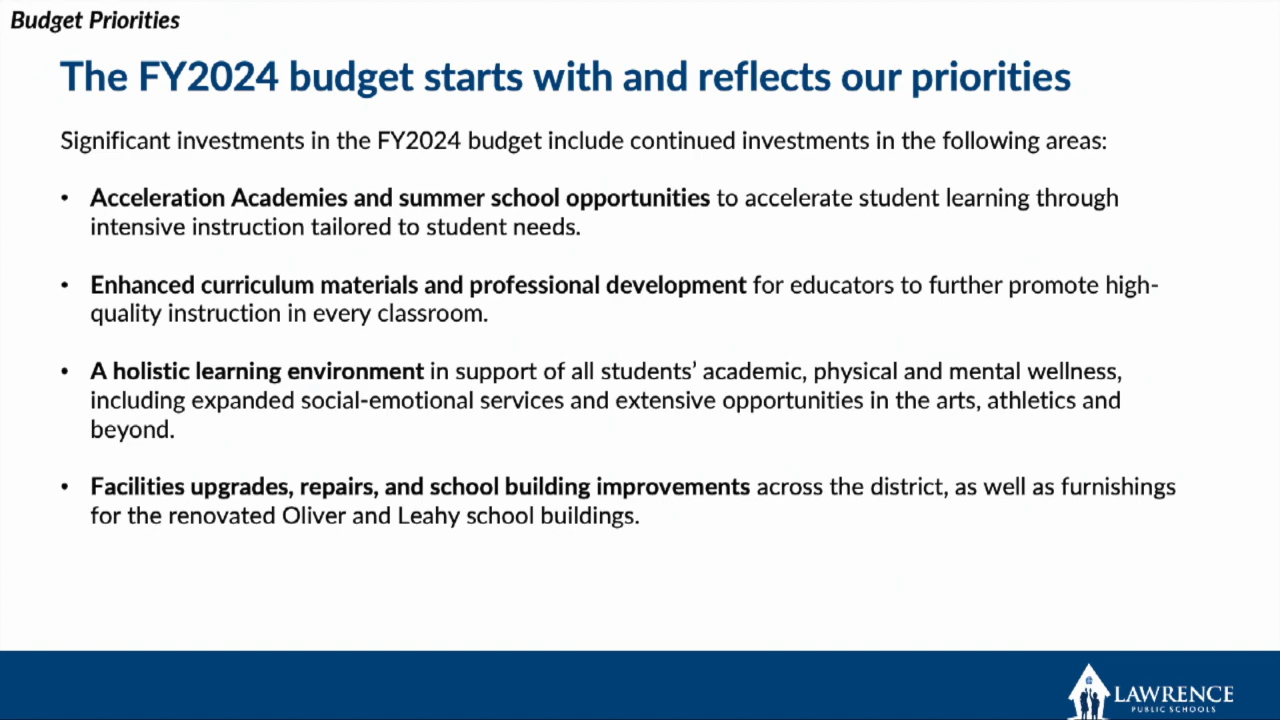 Budget Priorities
The FY2024 budget starts with and reflects our priorities
Significant investments in the FY2024 budget include continued investments in the following areas:
• Acceleration Academies and summer school opportunities to accelerate student learning through
intensive instruction tailored to student needs.
• Enhanced curriculum materials and professional development for educators to further promote high-
quality instruction in every classroom.
• A holistic learning environment in support of all students’ academic, physical and mental wellness,
including expanded social-emotional services and extensive opportunities in the arts, athletics and
beyond.
• Facilities upgrades, repairs, and school building improvements across the district, as well as furnishings
for the renovated Oliver and Leahy school buildings.
LAWRENCE
PUBLIC SCHOOLS